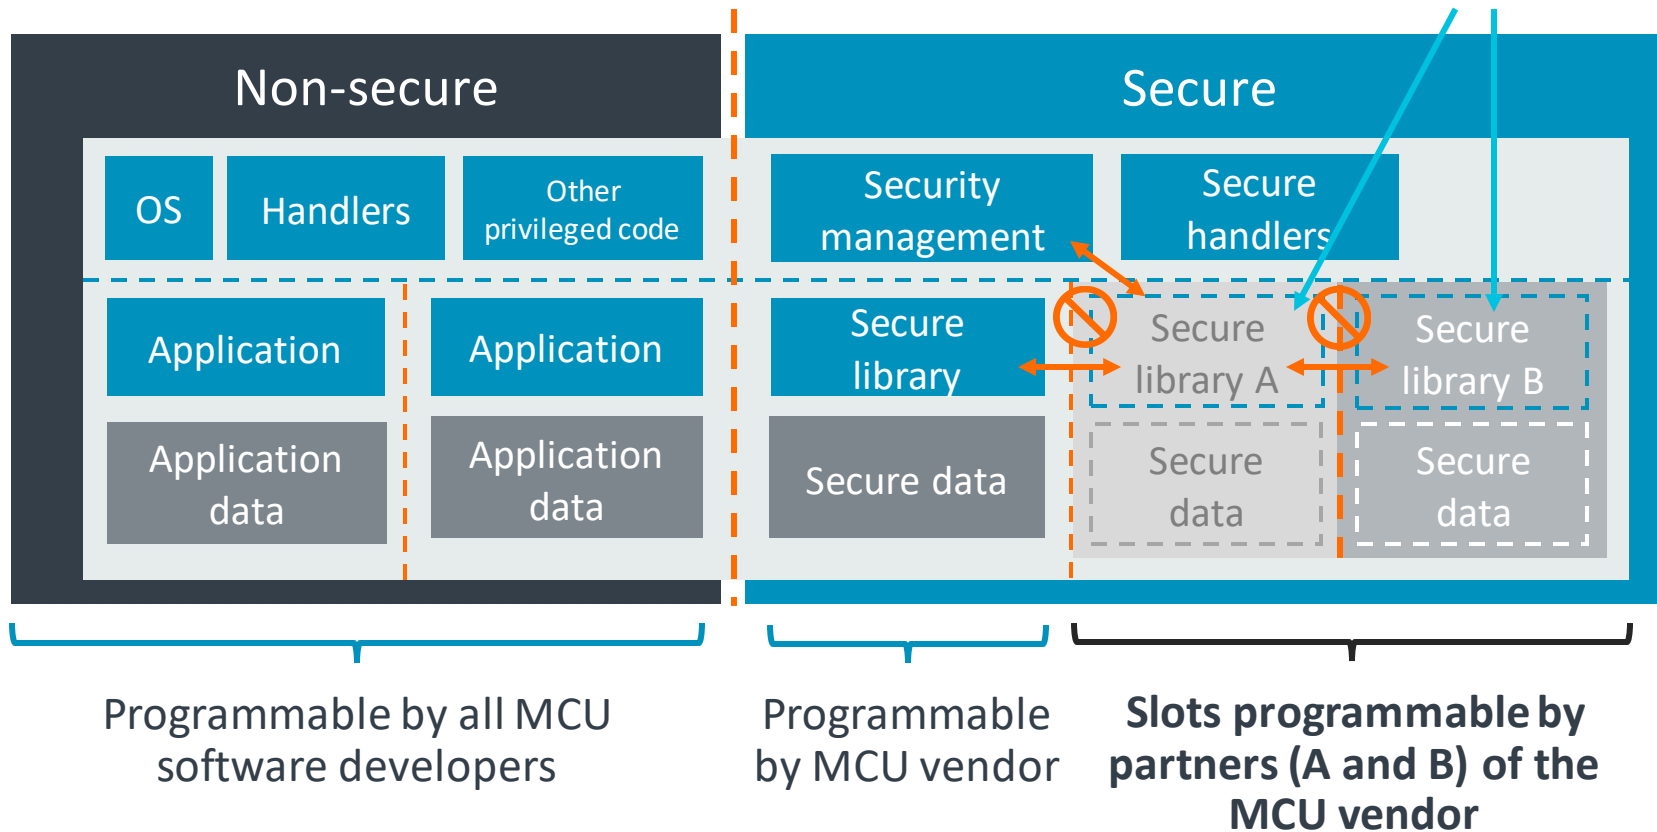 Non-secure
Secure
OS
Handlers
Other
privileged code
Security
management
Secure
handlers
Application
Application
Secure
library
Secure
library A
Secure
library B
Application
data
Application
data
Secure data
Secure
data
Secure
data
Programmable by all MCU
software developers
Programmable
by MCU vendor
Slots programmable by
partners (A and B) of the
MCU vendor